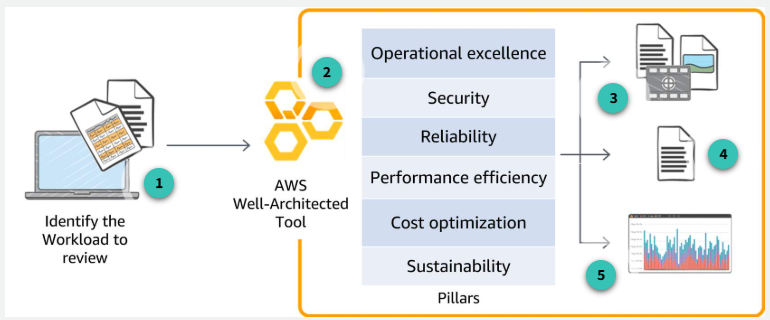 1
Identify the
Workload to
review
2
AWS
Well-Architected
Tool
Operational excellence
Security
Reliability
Performance efficiency
Cost optimization
Sustainability
Pillars
3
4
5